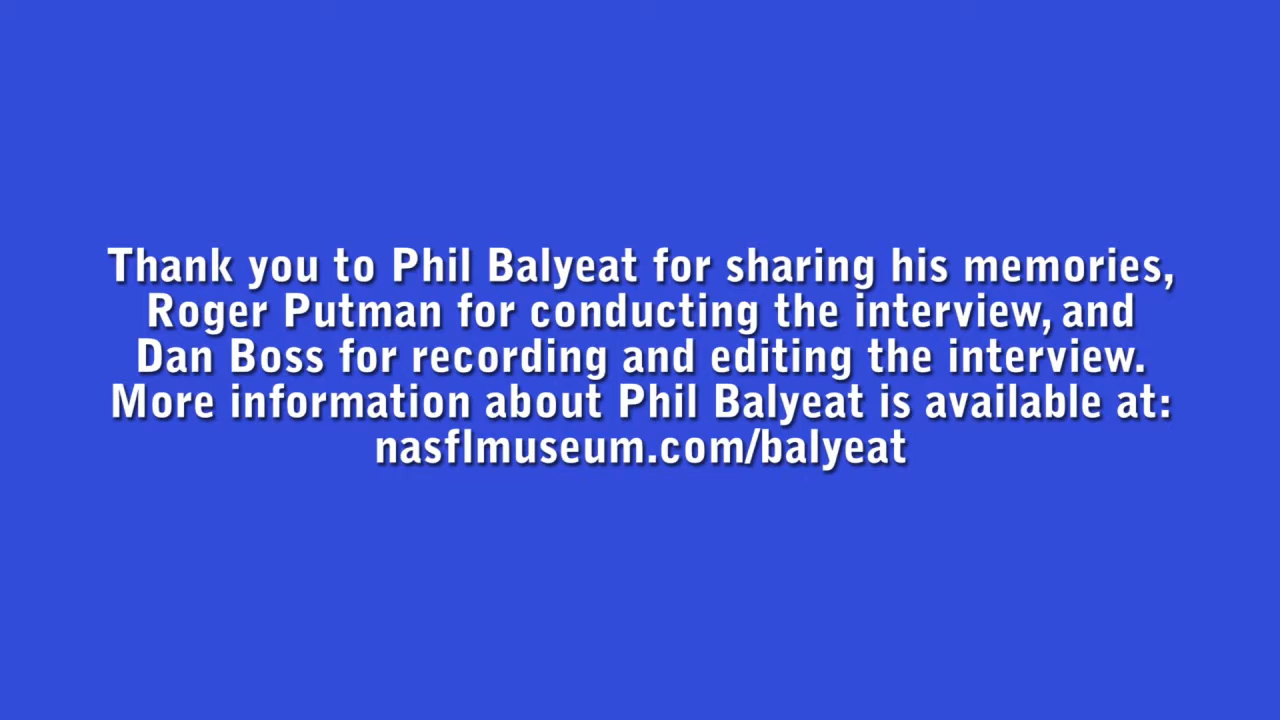 Thank you to Phil Balyeat for sharing his memories,
Roger Putman for conducting the interview, and
Dan Boss for recording and editing the interview.
More information about Phil Balyeat is available at:
nasflmuseum.com/balyeat